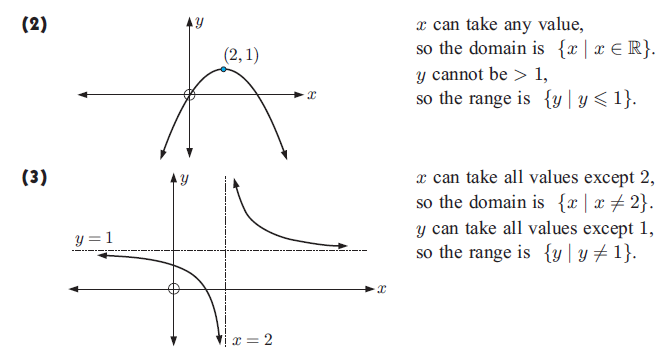 (2)
y
(2, 1)
x
x can take any value,
so the domain is {x | x ∈ ℝ}.
y cannot be > 1,
so the range is {y | y ⩽ 1}.
(3)
y
y = 1
x
x = 2
x can take all values except 2,
so the domain is {x | x ≠ 2}.
y can take all values except 1,
so the range is {y | y ≠ 1}.